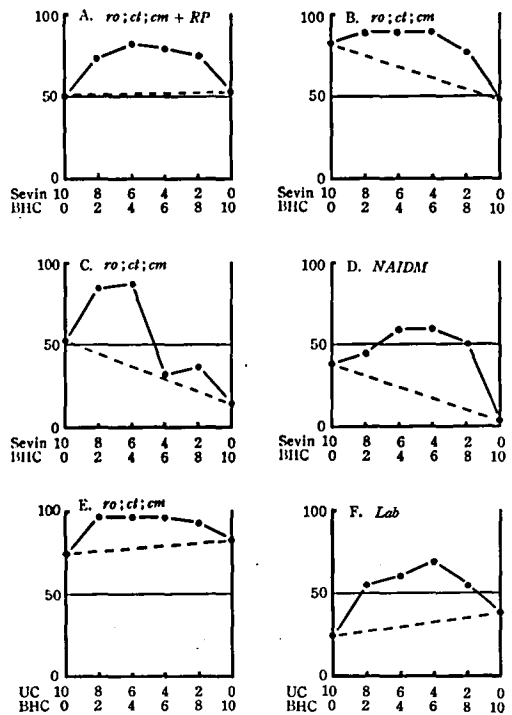 A. ro; ct; cm + RP
100
50
0
Sevin 10 8 6 4 2 0
BHC 0 2 4 6 8 10
B. ro; ct; cm
100
50
0
10 8 6 4 2 0
0 2 4 6 8 10
C. ro; ct; cm
100
50
0
Sevin 10 8 6 4 2 0
BHC 0 2 4 6 8 10
D. NAIDM
100
50
0
Sevin 10 8 6 4 2 0
BHC 0 2 4 6 8 10
E. ro; ct; cm
100
50
0
UC 10 8 6 4 2 0
BHC 0 2 4 6 8 10
F. Lab
100
50
0
UC 10 8 6 4 2 0
BHC 0 2 4 6 8 10